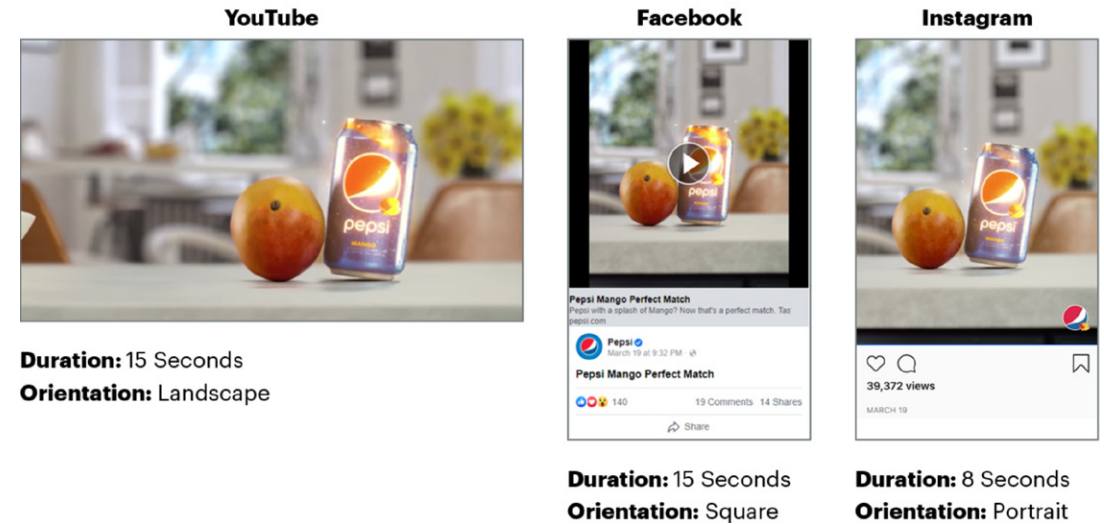 YouTube
pepsi
MANGO
Duration: 15 Seconds
Orientation: Landscape
Facebook
pepsi
Pepsi Mango Perfect Match
Pepsi with a splash of Mango? Now that's a perfect match. Tas
pepsi.com
Pepsi
March 19 at 9:32 PM ·
Pepsi Mango Perfect Match
140 19 Comments 14 Shares
Share
Duration: 15 Seconds
Orientation: Square
Instagram
pepsi
MANGO
39,372 views
MARCH 19
Duration: 8 Seconds
Orientation: Portrait